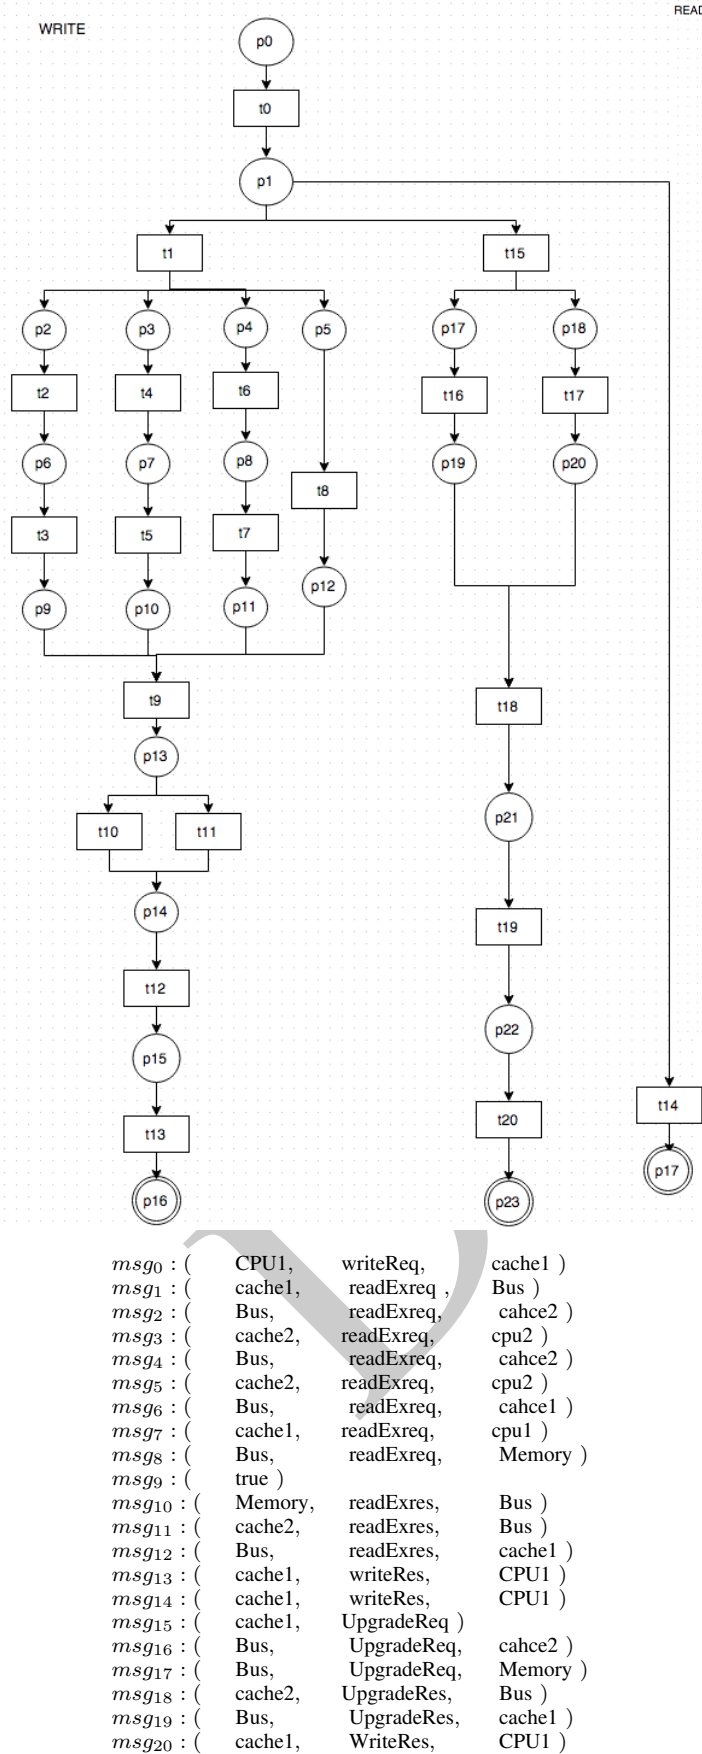 READ
WRITE
p0
t0
p1
t1
t15
p2
p3
p4
p5
p17
p18
t2
t4
t6
t16
t17
p6
p7
p8
p19
p20
t8
t3
t5
t7
p12
p9
p10
p11
t9
t18
p13
p21
t10
t11
p14
t19
t12
p22
p15
t14
t20
t13
p17
p16
p23
msg0 : ( CPU1, writeReq, cache1 )
msg1 : ( cache1, readExreq , Bus )
msg2 : ( Bus, readExreq, cahce2 )
msg3 : ( cache2, readExreq, cpu2 )
msg4 : ( Bus, readExreq, cahce2 )
msg5 : ( cache2, readExreq, cpu2 )
msg6 : ( Bus, readExreq, cahce1 )
msg7 : ( cache1, readExreq, cpu1 )
msg8 : ( Bus, readExreq, Memory )
msg9 : ( true )
msg10 : ( Memory, readExres, Bus )
msg11 : ( cache2, readExres, Bus )
msg12 : ( Bus, readExres, cache1 )
msg13 : ( cache1, writeRes, CPU1 )
msg14 : ( cache1, writeRes, CPU1 )
msg15 : ( cache1, UpgradeReq )
msg16 : ( Bus, UpgradeReq, cahce2 )
msg17 : ( Bus, UpgradeReq, Memory )
msg18 : ( cache2, UpgradeRes, Bus )
msg19 : ( Bus, UpgradeRes, cache1 )
msg20 : ( cache1, WriteRes, CPU1 )